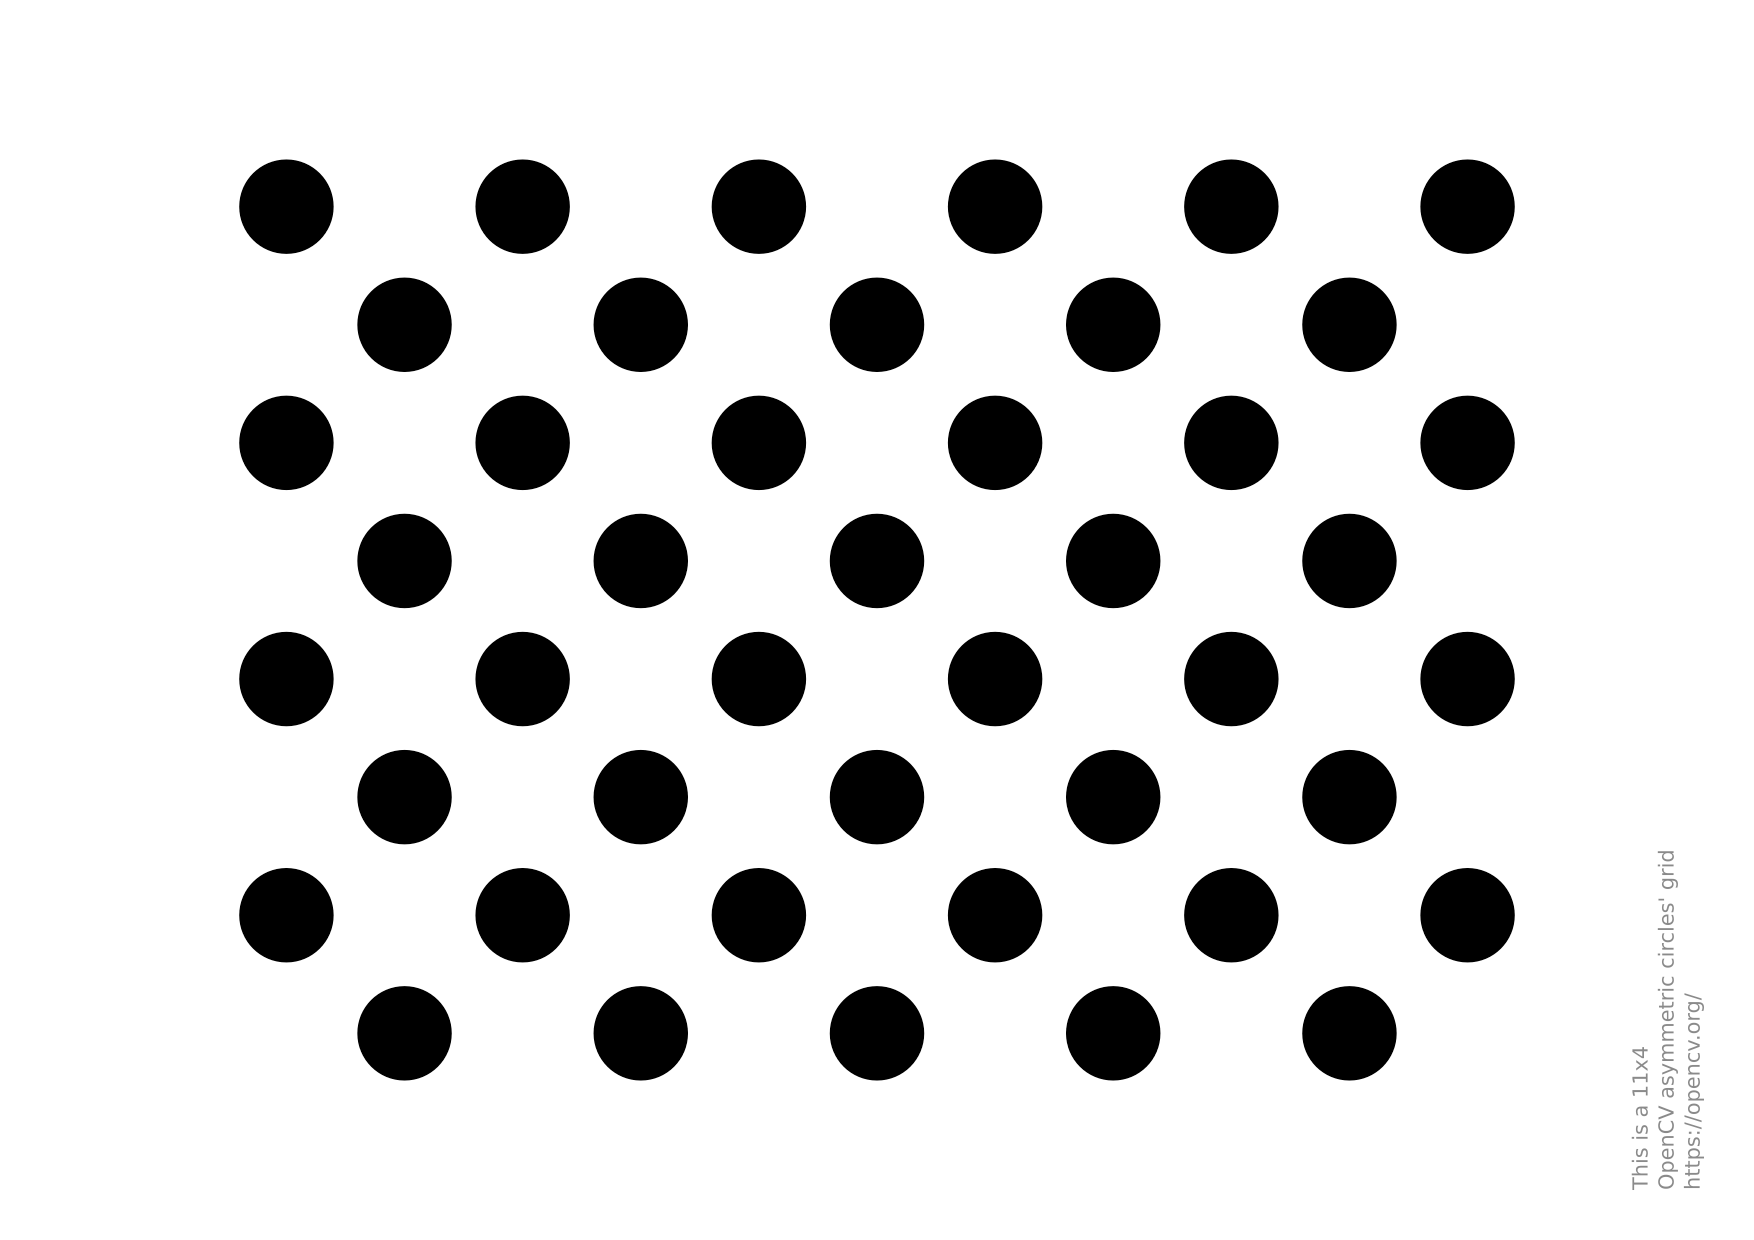 This is a 11x4
OpenCV asymmetric circles' grid
https://opencv.org/